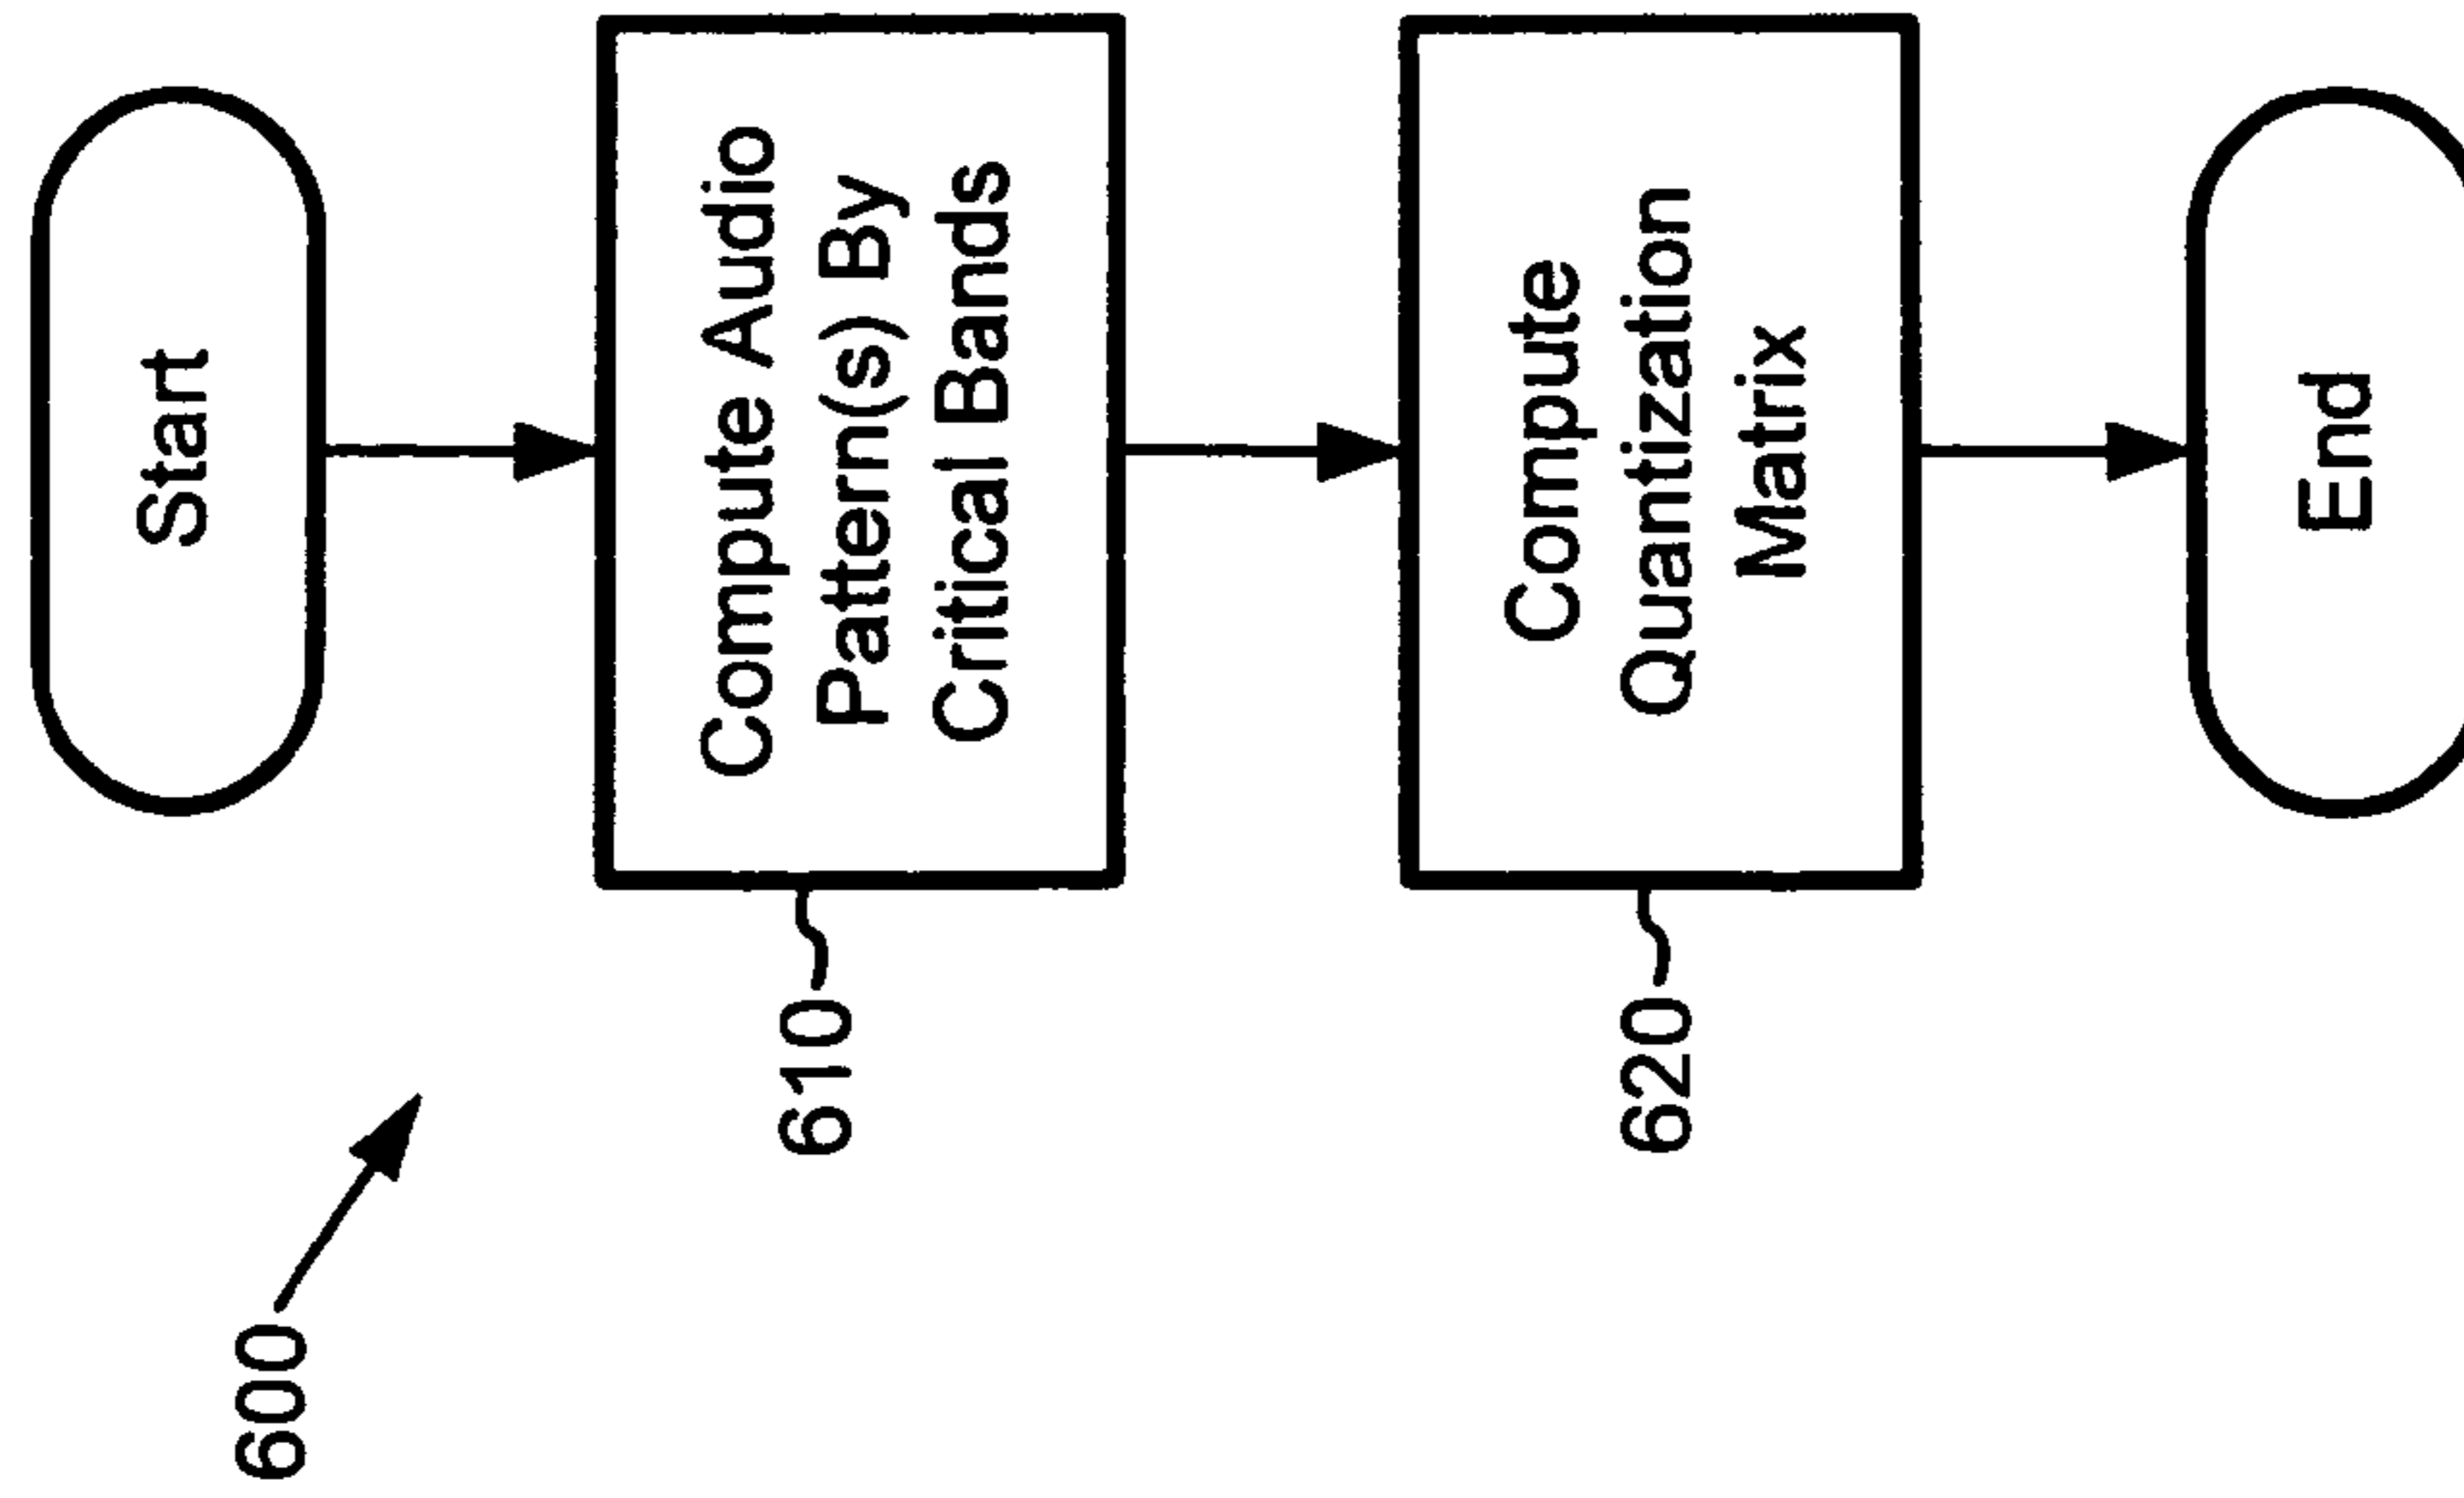 600
Start
610
Compute Audio
Pattern(s) By
Critical Bands
620
Compute
Quantization
Matrix
End